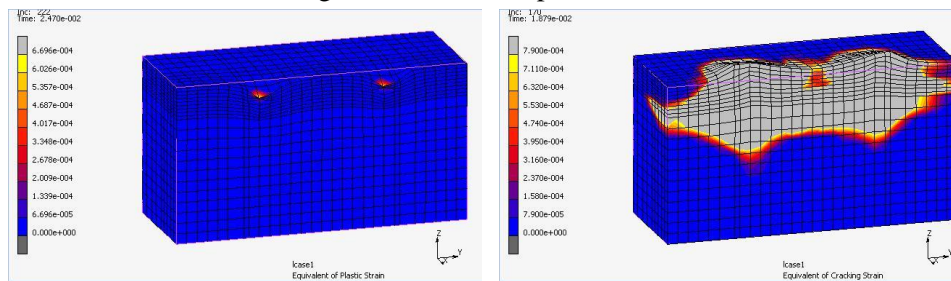 Inc: 222
Time: 2.470e-002
6.696e-004
6.026e-004
5.357e-004
4.687e-004
4.017e-004
3.348e-004
2.678e-004
2.009e-004
1.339e-004
6.696e-005
0.000e+000
lcase1
Equivalent of Plastic Strain
Z
X
Y
Inc: 170
Time: 1.879e-002
7.900e-004
7.110e-004
6.320e-004
5.530e-004
4.740e-004
3.950e-004
3.160e-004
2.370e-004
1.580e-004
7.900e-005
0.000e+000
lcase1
Equivalent of Cracking Strain
Z
X
Y